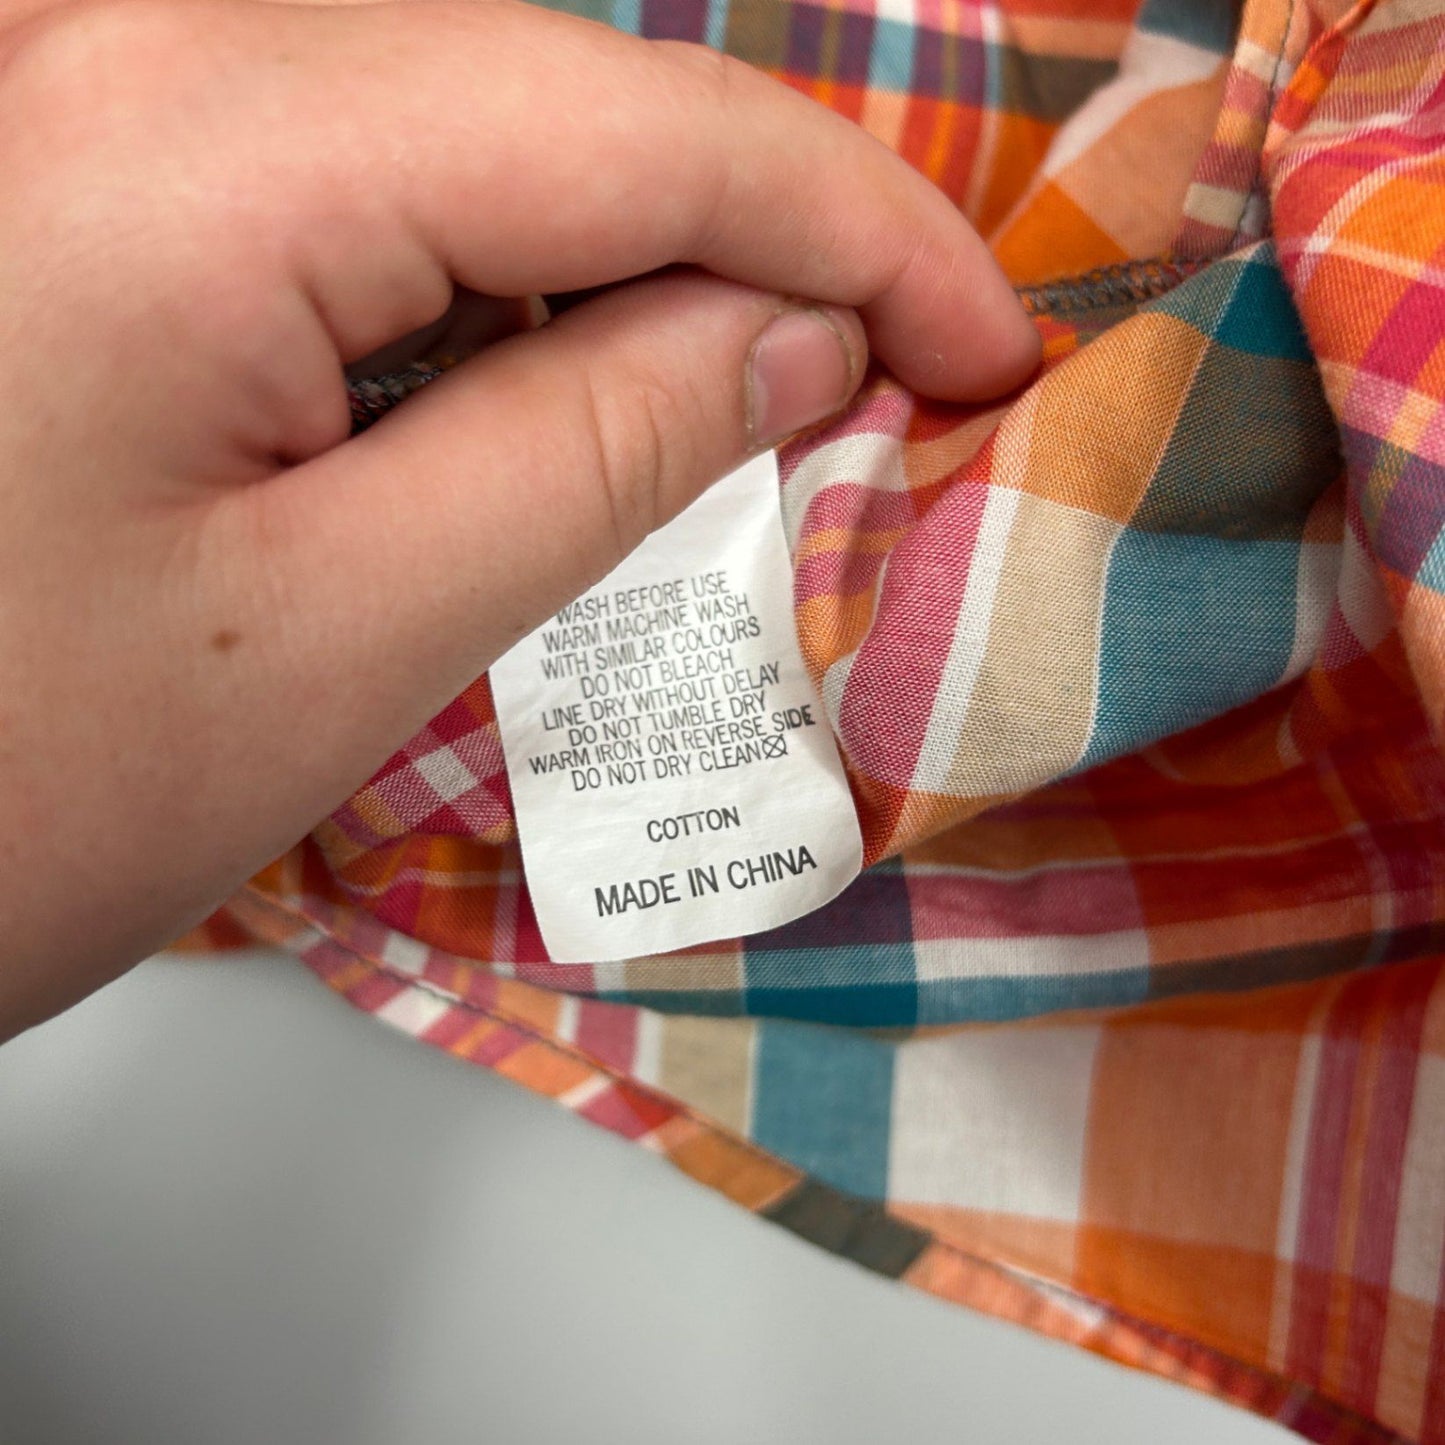 WASH BEFORE USE
WARM MACHINE WASH
WITH SIMILAR COLOURS
DO NOT BLEACH
LINE DRY WITHOUT DELAY
DO NOT TUMBLE DRY
WARM IRON ON REVERSE SIDE
DO NOT DRY CLEAN
COTTON
MADE IN CHINA